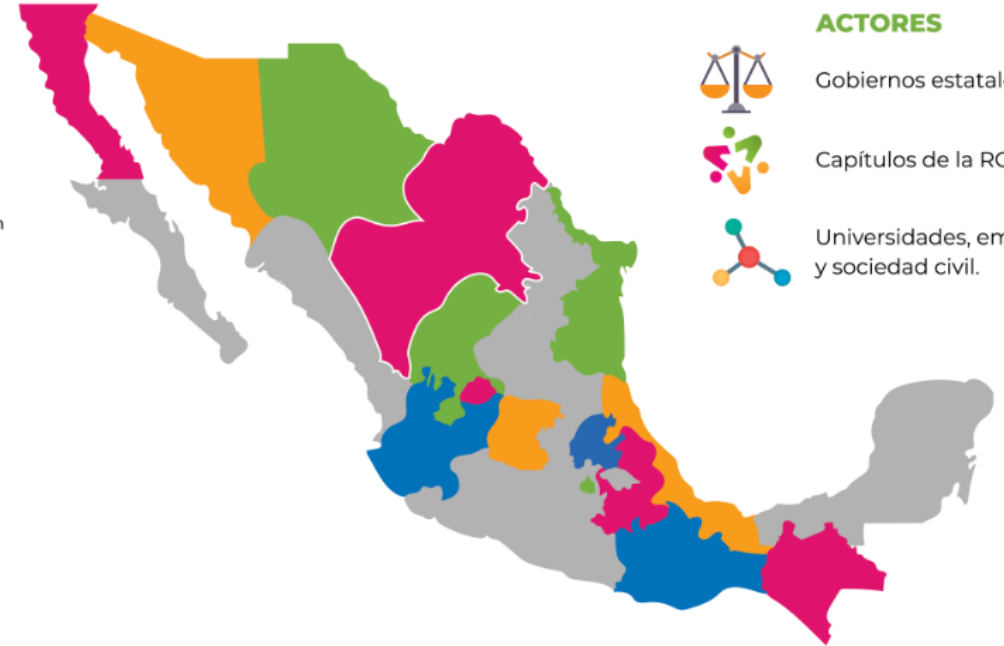 ACTORES
Gobiernos estatal
Capítulos de la RC
Universidades, em
y sociedad civil.